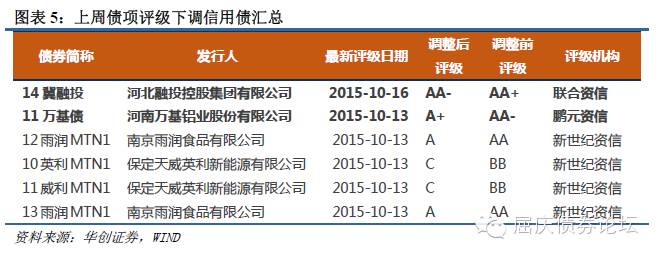 图表 5：上周债项评级下调信用债汇总
债券简称 发行人 最新评级日期 调整后评级 调整前评级 评级机构
14 冀融投 河北融投控股集团有限公司 2015-10-16 AA- AA+ 联合资信
11 万基债 河南万基铝业股份有限公司 2015-10-13 A+ AA- 鹏元资信
12 雨润 MTN1 南京雨润食品有限公司 2015-10-13 A AA 新世纪资信
10 英利 MTN1 保定天威英利新能源有限公司 2015-10-13 C BB 新世纪资信
11 威利 MTN1 保定天威英利新能源有限公司 2015-10-13 C BB 新世纪资信
13 雨润 MTN1 南京雨润食品有限公司 2015-10-13 A AA 新世纪资信
资料来源：华创证券，WIND
屈庆债券论坛